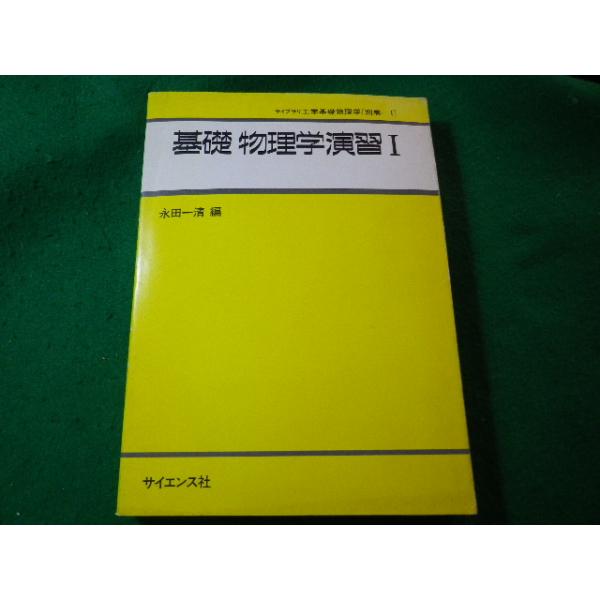 ライブラリ工学基礎物理学/別巻-1
基礎 物理学演習 I
永田一清 編
サイエンス社